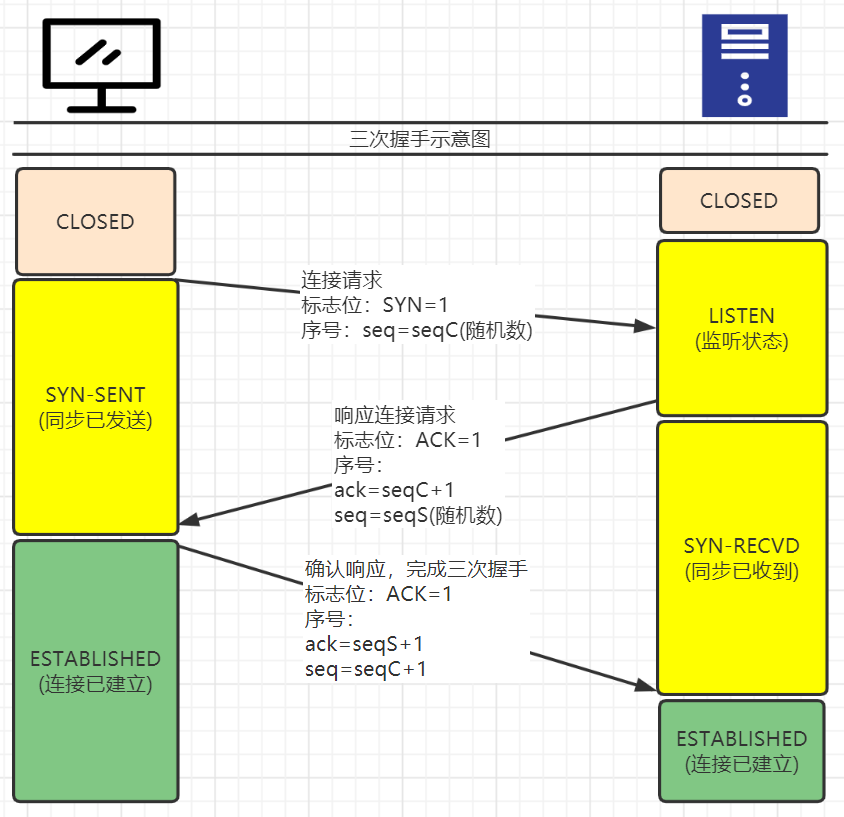 三次握手示意图
CLOSED
CLOSED
连接请求
标志位：SYN=1
序号：seq=seqC(随机数)
LISTEN
(监听状态)
SYN-SENT
(同步已发送)
响应连接请求
标志位：ACK=1
序号：
ack=seqC+1
seq=seqS(随机数)
SYN-RECVD
(同步已收到)
确认响应，完成三次握手
标志位：ACK=1
序号：
ack=seqS+1
seq=seqC+1
ESTABLISHED
(连接已建立)
ESTABLISHED
(连接已建立)